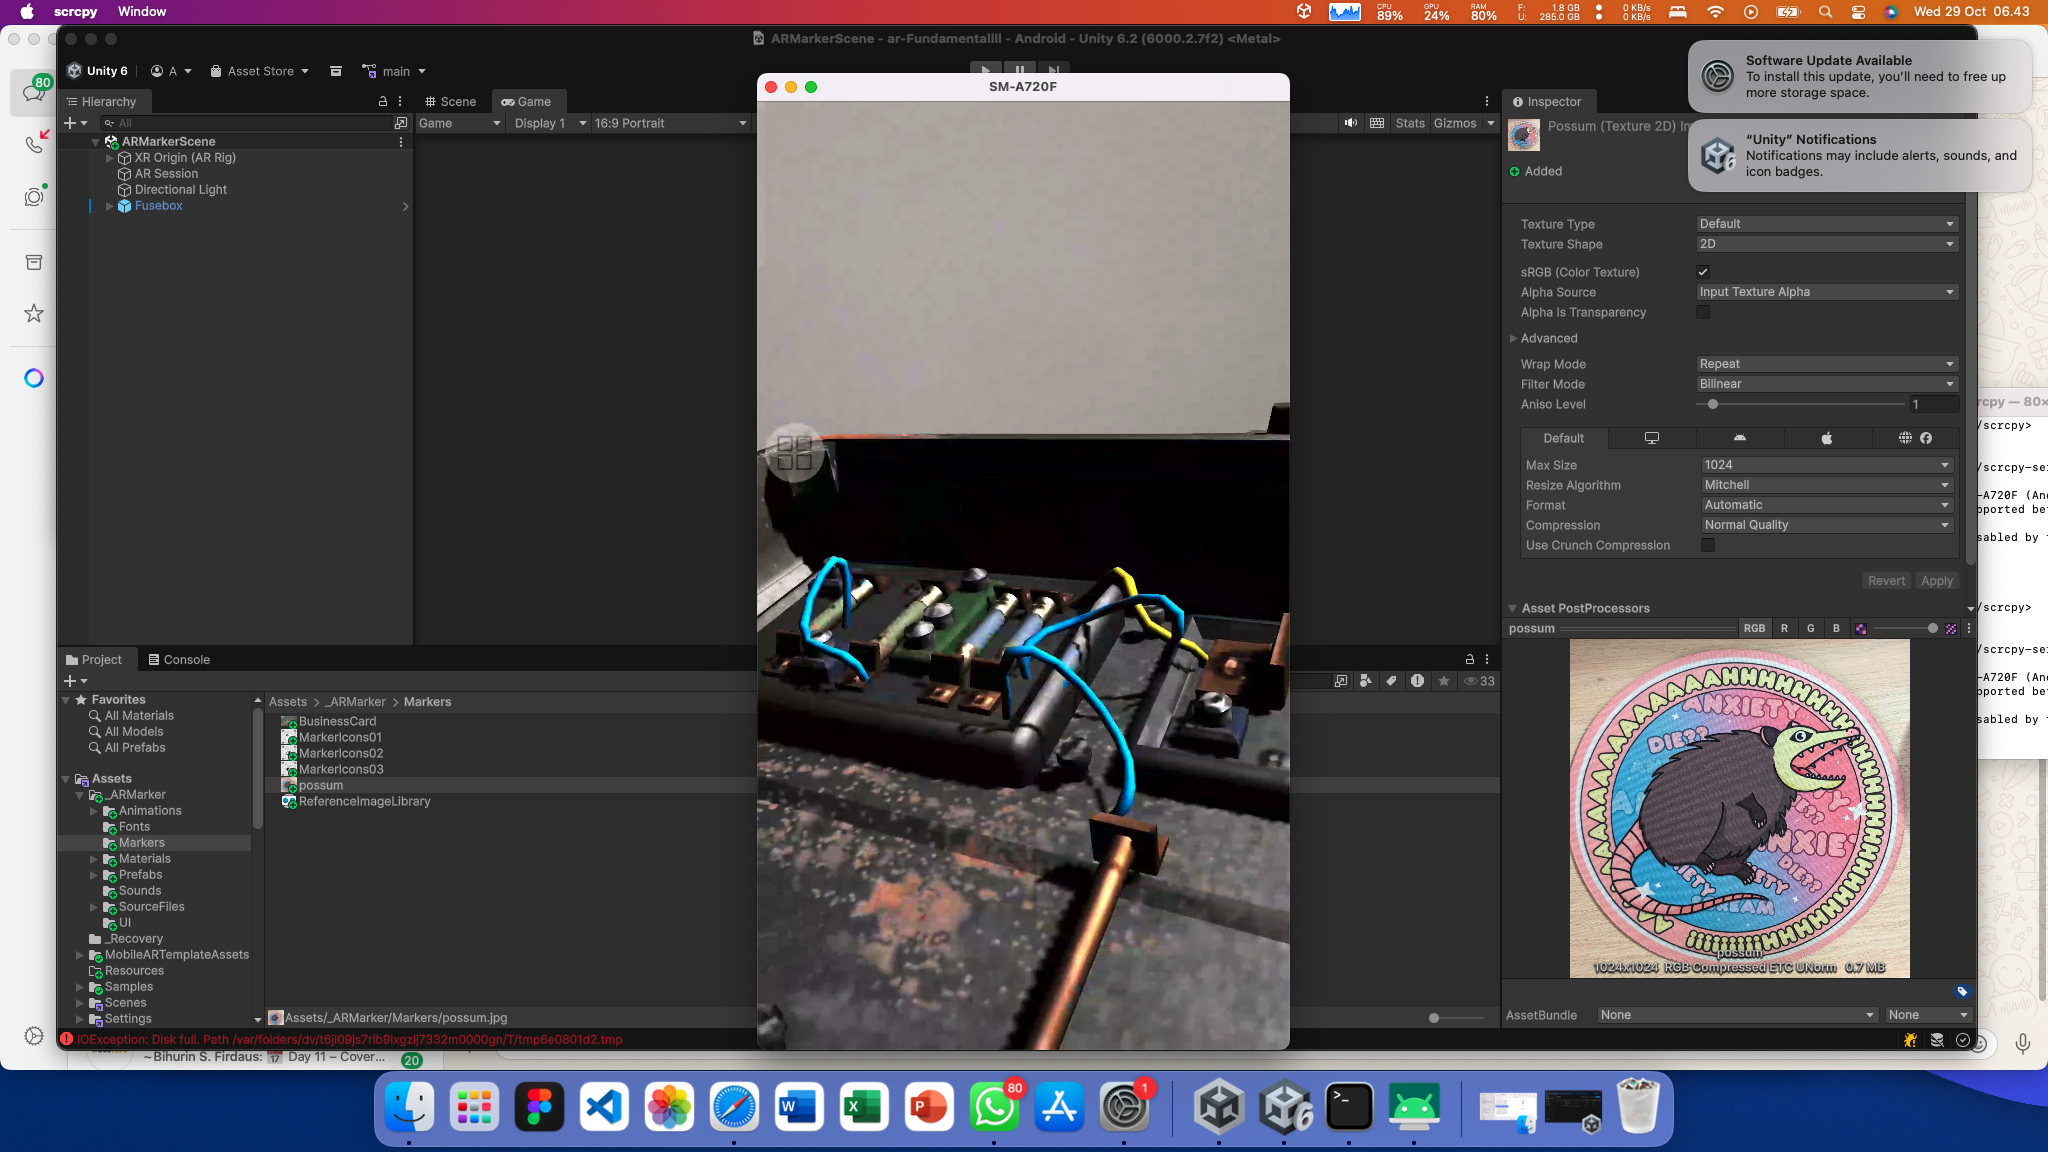 scrcpy Window
CPU 89% GPU 24% RAM 80% F: 1.8 GB U: 285.0 GB 0 KB/s 0 KB/s Wed 29 Oct 06.43
ARMarkerScene - ar-Fundamentallll - Android - Unity 6.2 (6000.2.7f2) <Metal>
Unity 6 A Asset Store main
80
Software Update Available
To install this update, you'll need to free up
more storage space.
"Unity" Notifications
Notifications may include alerts, sounds, and
icon badges.
Hierarchy
All
ARMarkerScene
XR Origin (AR Rig)
AR Session
Directional Light
Fusebox
Scene Game
Game Display 1 16:9 Portrait
Stats Gizmos
SM-A720F
Inspector
Possum (Texture 2D) Im
Added
Texture Type Default
Texture Shape 2D
sRGB (Color Texture)
Alpha Source Input Texture Alpha
Alpha Is Transparency
Advanced
Wrap Mode Repeat
Filter Mode Bilinear
Aniso Level 1
Default
Max Size 1024
Resize Algorithm Mitchell
Format Automatic
Compression Normal Quality
Use Crunch Compression
Revert Apply
Asset PostProcessors
possum RGB R G B
AAAAAAAAHHHHHHHHHHHHHH
ANXIETY
DIE??
ANXIE
DIE??
SCREAM
possum
1024x1024 RGB Compressed ETC UNorm 0.7 MB
AssetBundle None None
Project Console
33
Favorites
All Materials
All Models
All Prefabs
Assets
_ARMarker
Animations
Fonts
Markers
Materials
Prefabs
Sounds
SourceFiles
UI
_Recovery
MobileARTemplateAssets
Resources
Samples
Scenes
Settings
Assets > _ARMarker > Markers
BusinessCard
MarkerIcons01
MarkerIcons02
MarkerIcons03
possum
ReferenceImageLibrary
Assets/_ARMarker/Markers/possum.jpg
IOException: Disk full. Path /var/folders/dv/t6jl09js7rlb9lxgzlj7332m0000gn/T/tmp6e0801d2.tmp
~Bihurin S. Firdaus: Day 11 – Cover...
20
rcpy — 80×
/scrcpy>
/scrcpy-se
-A720F (An
pported be
sabled by
/scrcpy>
/scrcpy-se
-A720F (An
pported be
sabled by
80
1